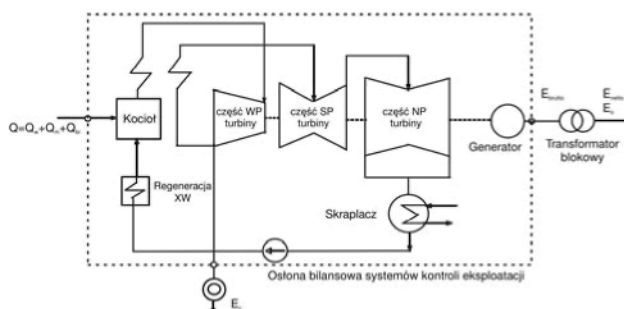 część WP
turbiny
część SP
turbiny
część NP
turbiny
Kocioł
Generator
Transformator
blokowy
Regeneracja
XW
Skraplacz
Osłona bilansowa systemów kontroli eksploatacji